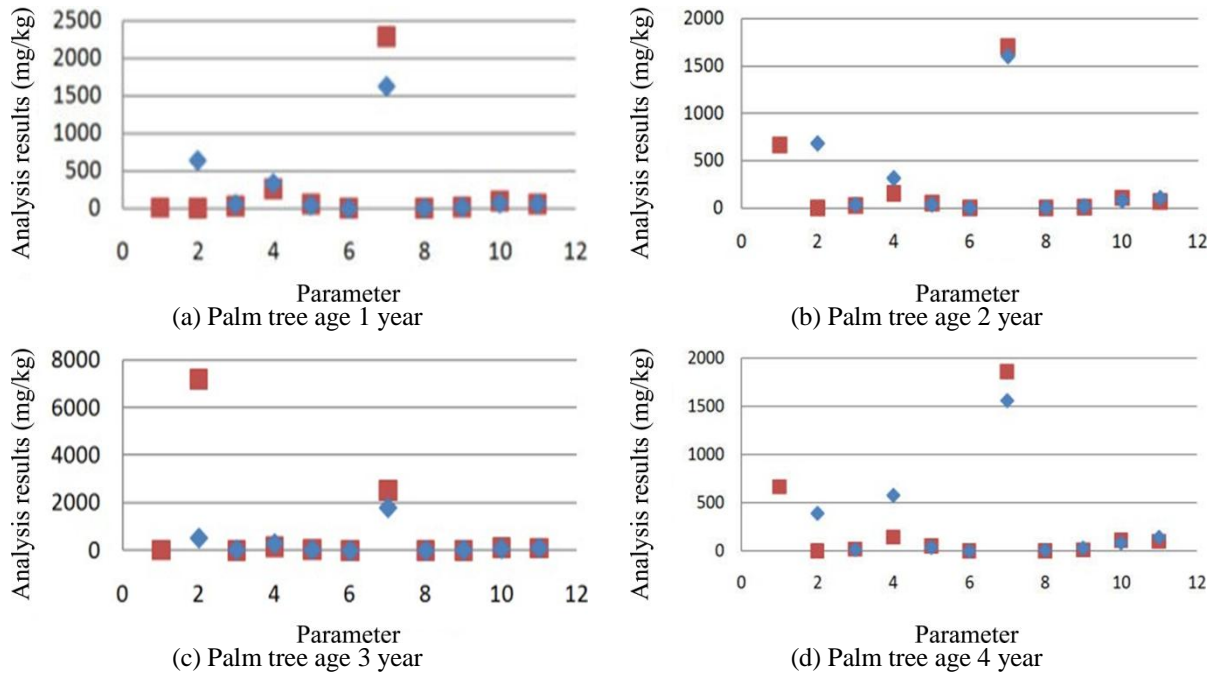 Analysis results (mg/kg)
2500
2000
1500
1000
500
0
0 2 4 6 8 10 12
Parameter
(a) Palm tree age 1 year
Analysis results (mg/kg)
2000
1500
1000
500
0
0 2 4 6 8 10 12
Parameter
(b) Palm tree age 2 year
Analysis results (mg/kg)
8000
6000
4000
2000
0
0 2 4 6 8 10 12
Parameter
(c) Palm tree age 3 year
Analysis results (mg/kg)
2000
1500
1000
500
0
0 2 4 6 8 10 12
Parameter
(d) Palm tree age 4 year